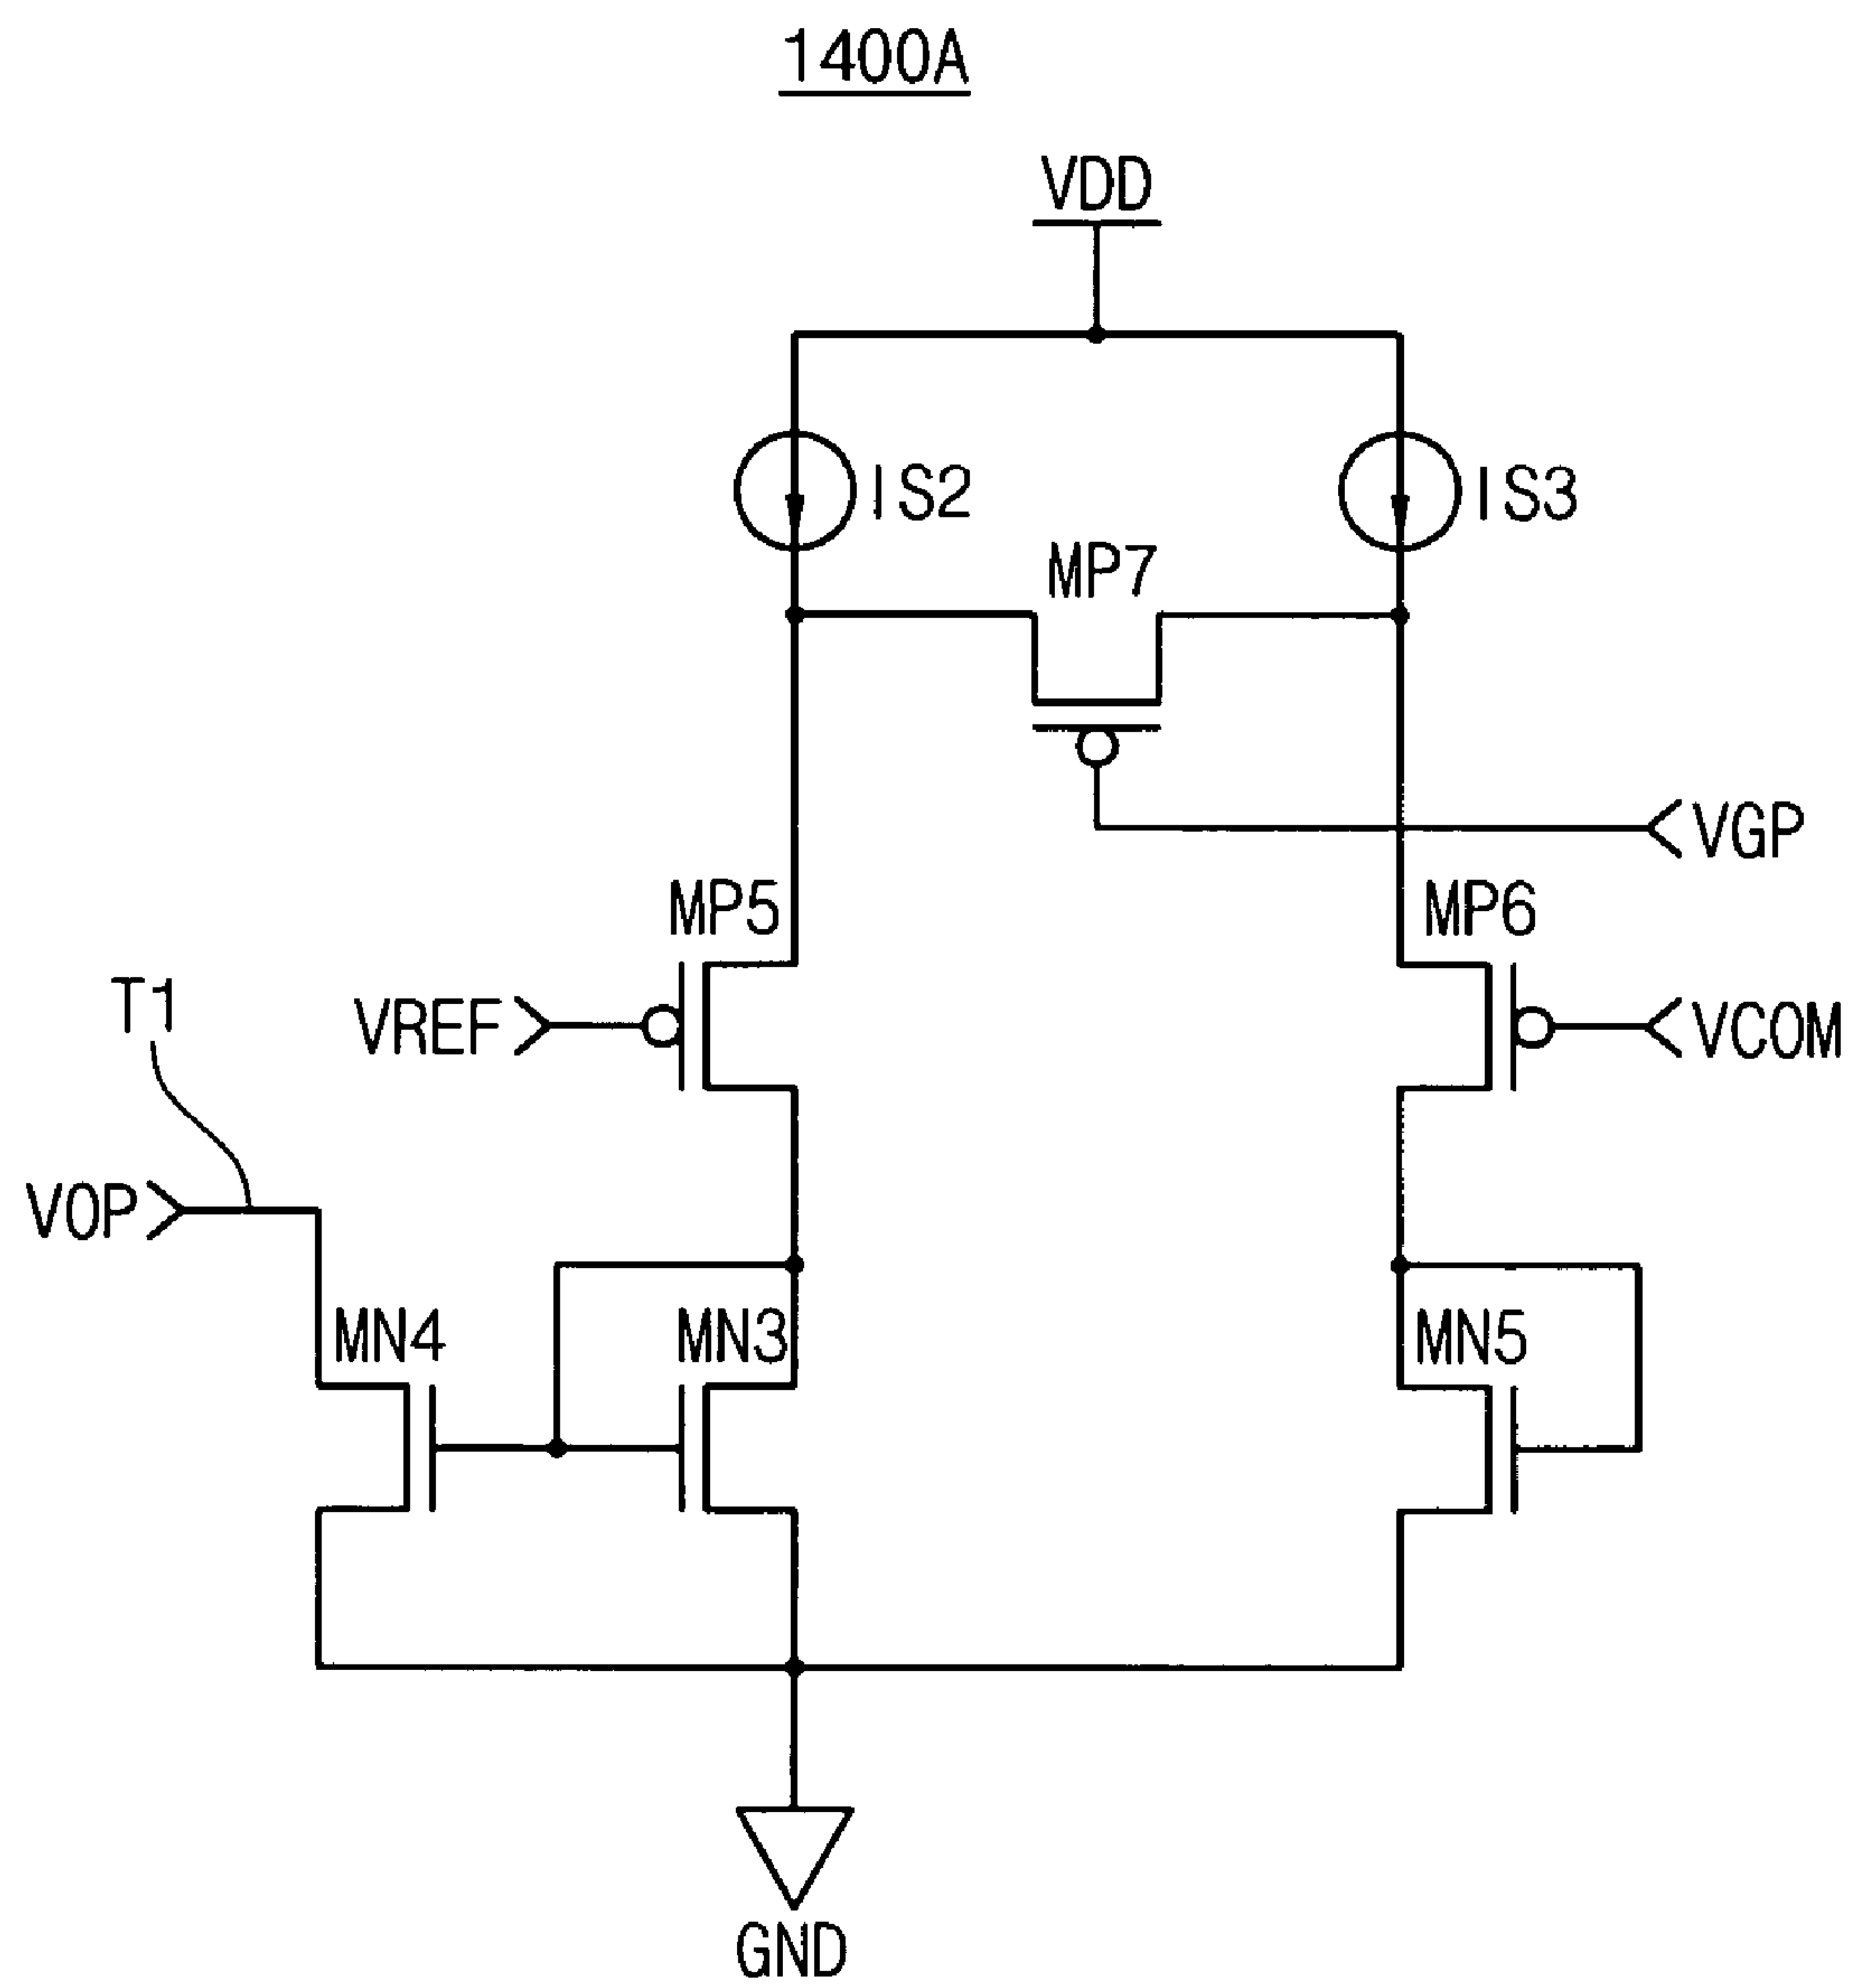 1400A
VDD
IS2
IS3
MP7
VGP
MP5
MP6
T1
VREF
VCOM
VOP
MN4
MN3
MN5
GND